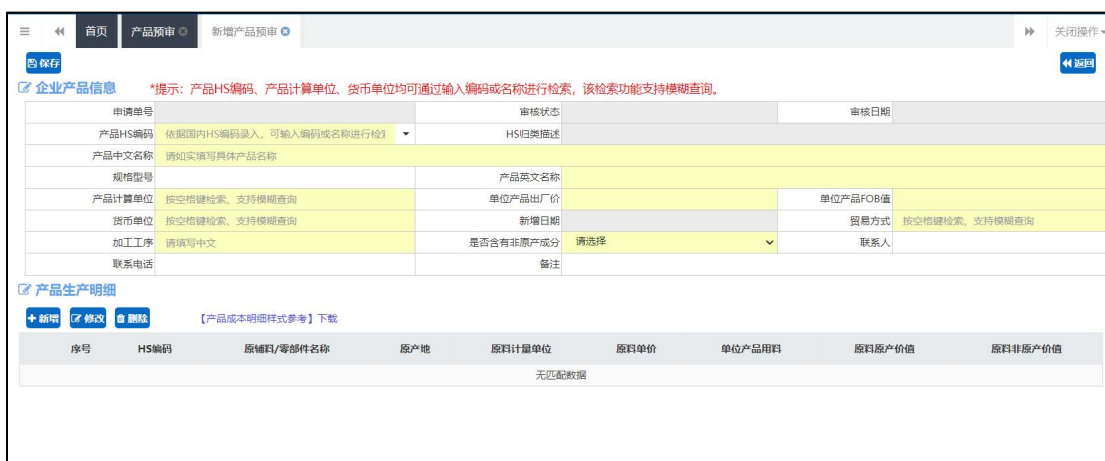 首页 产品预审 新增产品预审 关闭操作
保存 返回
企业产品信息 *提示：产品HS编码、产品计算单位、货币单位均可通过输入编码或名称进行检索，该检索功能支持模糊查询。
申请单号 审核状态 审核日期
产品HS编码 依据国内HS编码录入，可输入编码或名称进行检 HS归类描述
产品中文名称 请如实填写具体产品名称
规格型号 产品英文名称
产品计算单位 按空格键检索、支持模糊查询 单位产品出厂价 单位产品FOB值
货币单位 按空格键检索、支持模糊查询 新增日期 贸易方式 按空格键检索、支持模糊查询
加工工序 请填写中文 是否含有非原产成分 请选择 联系人
联系电话 备注
产品生产明细
新增 修改 删除 【产品成本明细样式参考】下载
序号 HS编码 原辅料/零部件名称 原产地 原料计量单位 原料单价 单位产品用料 原料原产价值 原料非原产价值
无匹配数据